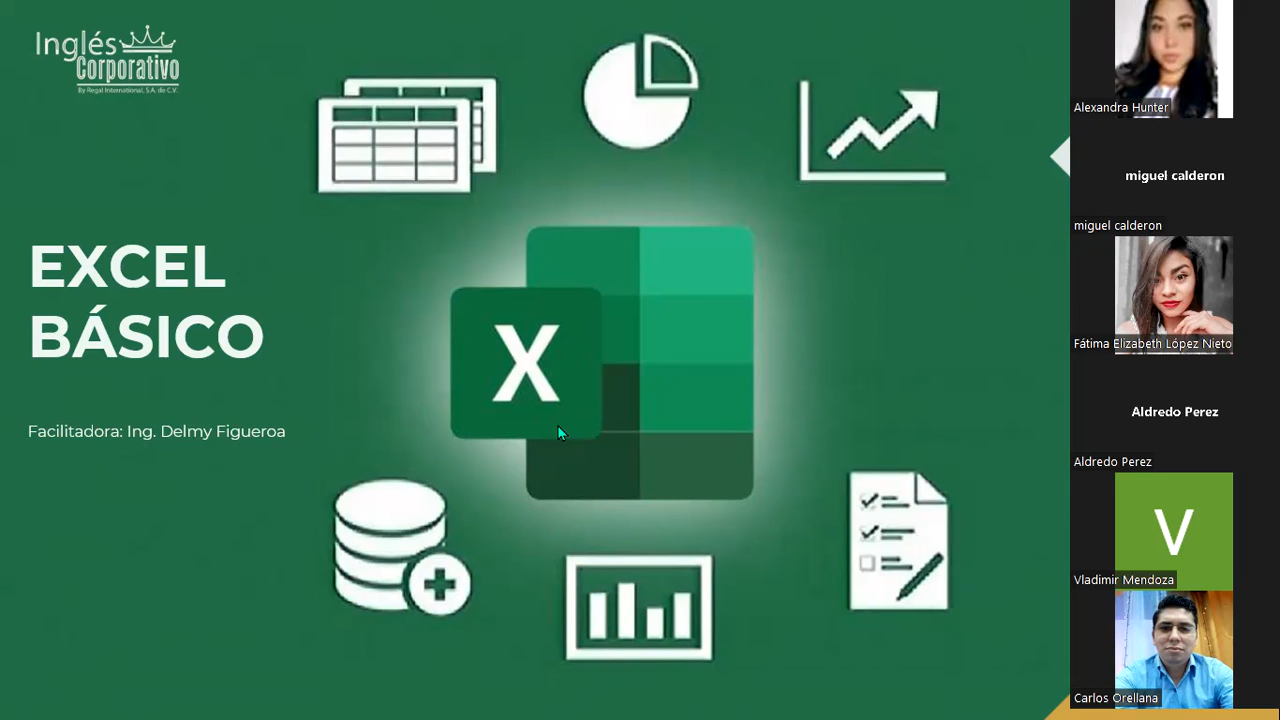 Inglés
Corporativo
By Regal International, S.A. de C.V.
EXCEL
BÁSICO
Facilitadora: Ing. Delmy Figueroa
X
Alexandra Hunter
miguel calderon
miguel calderon
Fátima Elizabeth López Nieto
Aldredo Perez
Aldredo Perez
V
Vladimir Mendoza
Carlos Orellana